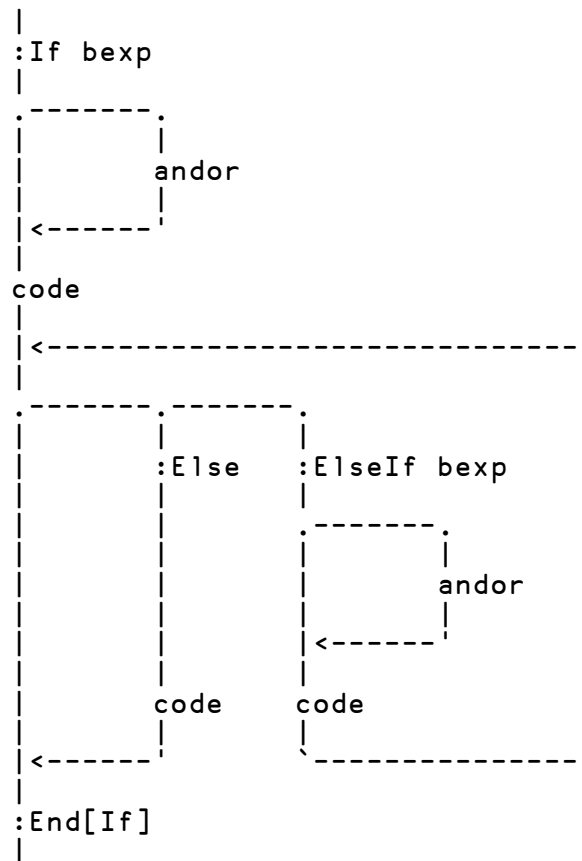 :If bexp
andor
code
:Else :ElseIf bexp
andor
code code
:End[If]